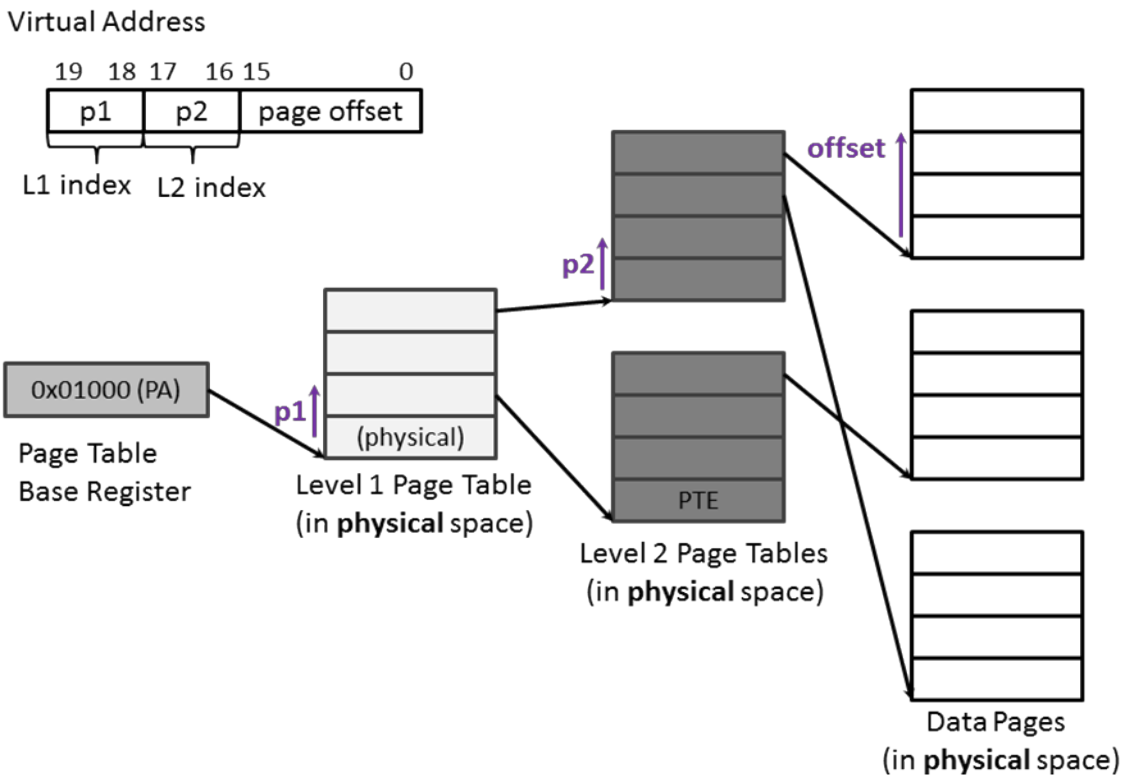 Virtual Address
19 18 17 16 15 0
p1 p2 page offset
L1 index L2 index
offset
p2
0x01000 (PA)
p1
(physical)
Page Table
Base Register
Level 1 Page Table
(in physical space)
PTE
Level 2 Page Tables
(in physical space)
Data Pages
(in physical space)